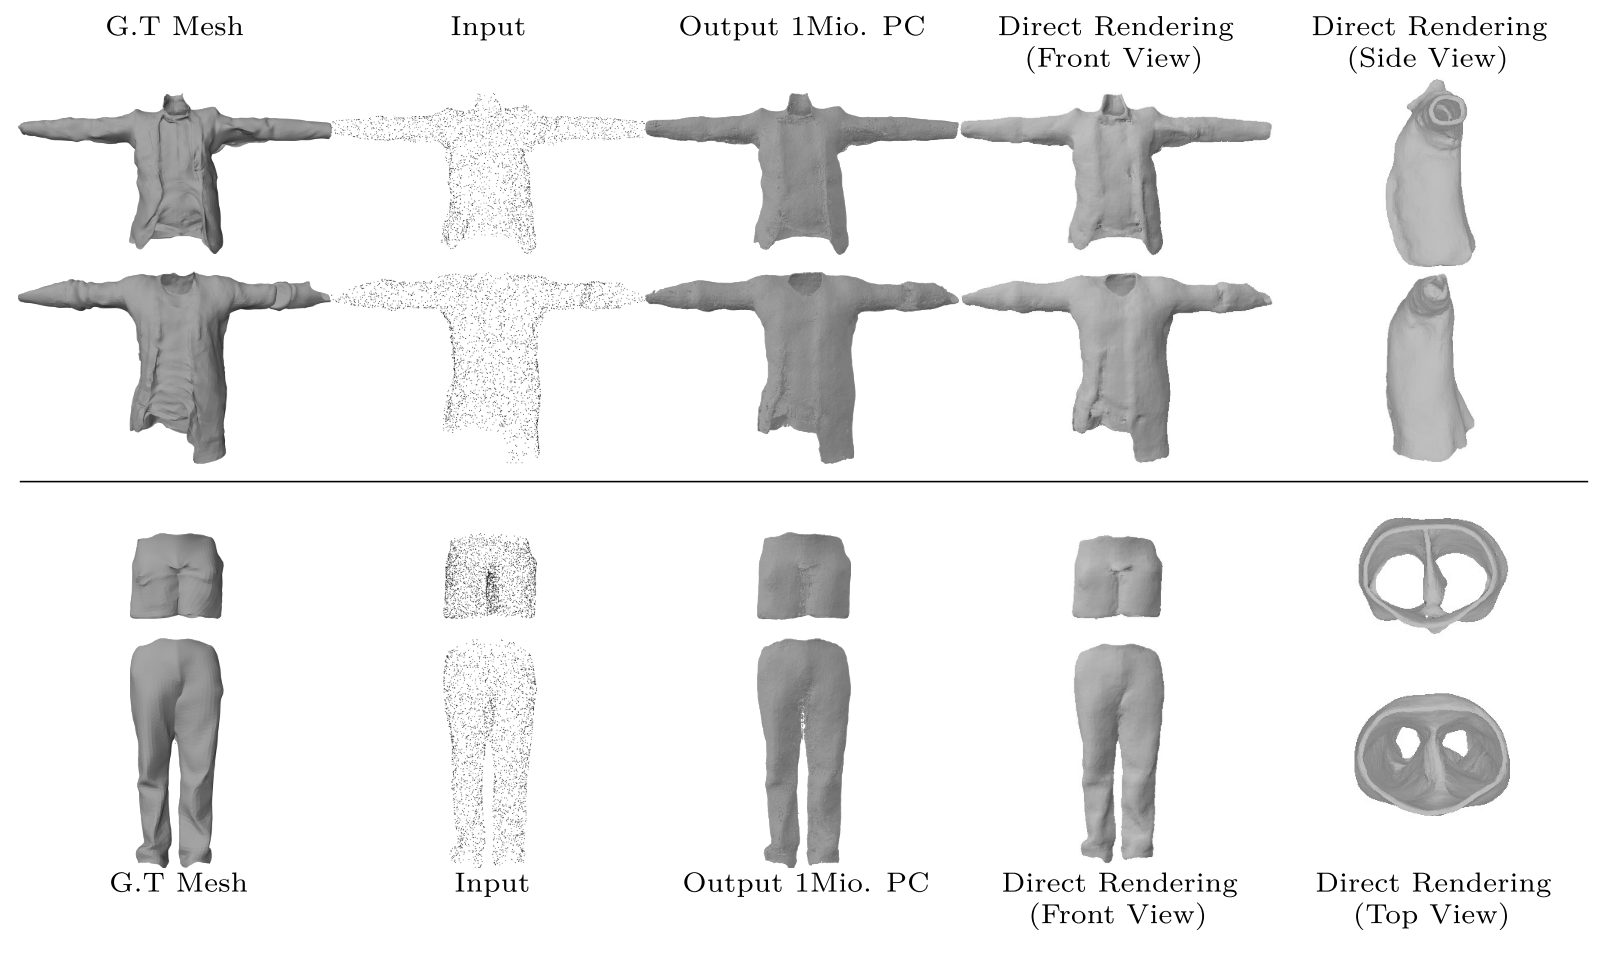 G.T Mesh
Input
Output 1Mio. PC
Direct Rendering
(Front View)
Direct Rendering
(Side View)
G.T Mesh
Input
Output 1Mio. PC
Direct Rendering
(Front View)
Direct Rendering
(Top View)